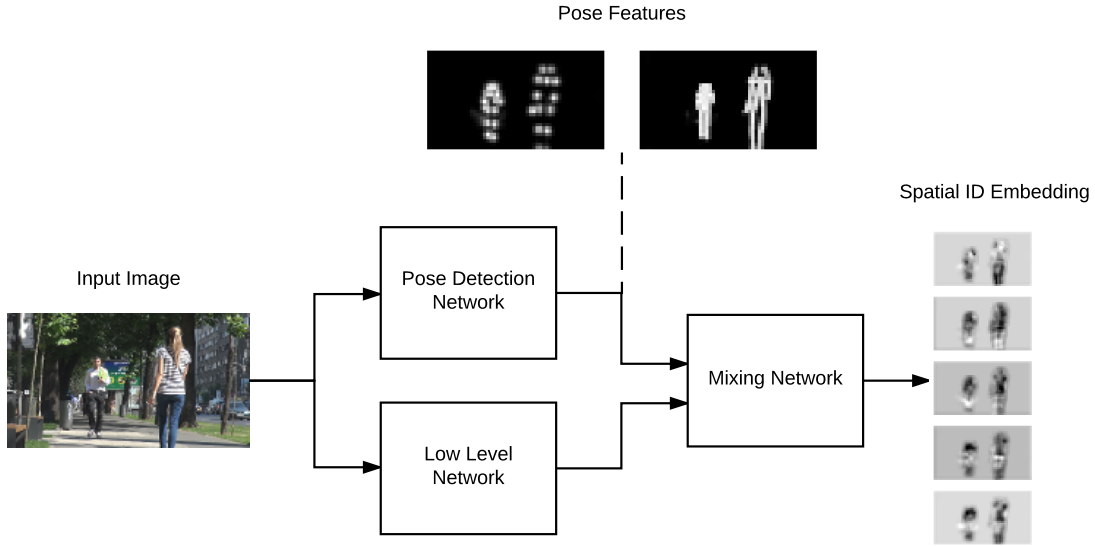 Pose Features
Spatial ID Embedding
Input Image
Pose Detection
Network
Mixing Network
Low Level
Network